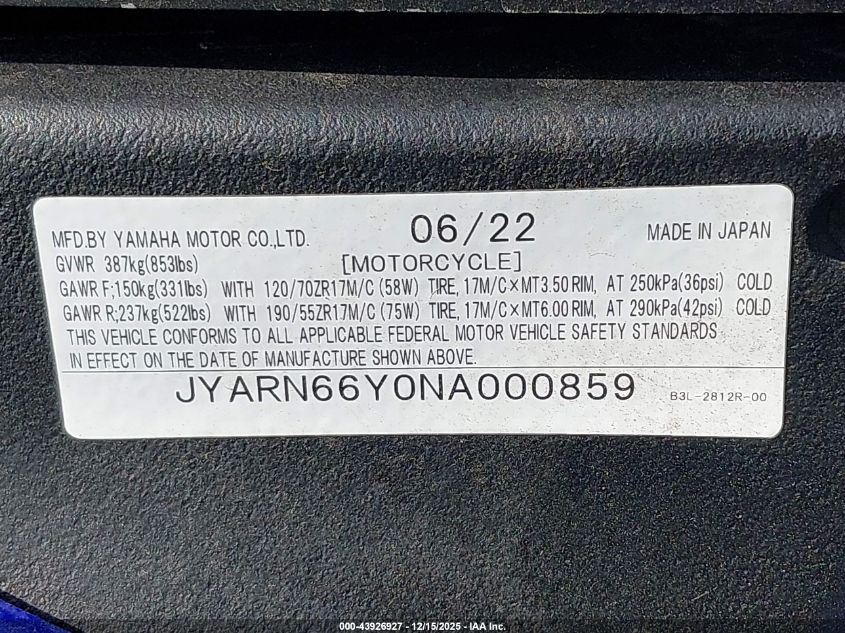 MFD.BY YAMAHA MOTOR CO.,LTD. 06/22 MADE IN JAPAN
GVWR 387kg(853lbs) [MOTORCYCLE]
GAWR F;150kg(331lbs) WITH 120/70ZR17M/C (58W) TIRE, 17M/C×MT3.50 RIM, AT 250kPa(36psi) COLD
GAWR R;237kg(522lbs) WITH 190/55ZR17M/C (75W) TIRE, 17M/C×MT6.00 RIM, AT 290kPa(42psi) COLD
THIS VEHICLE CONFORMS TO ALL APPLICABLE FEDERAL MOTOR VEHICLE SAFETY STANDARDS
IN EFFECT ON THE DATE OF MANUFACTURE SHOWN ABOVE.
JYARN66Y0NA000859 B3L-2812R-00
000-43926927 - 12/15/2025 - IAA Inc.